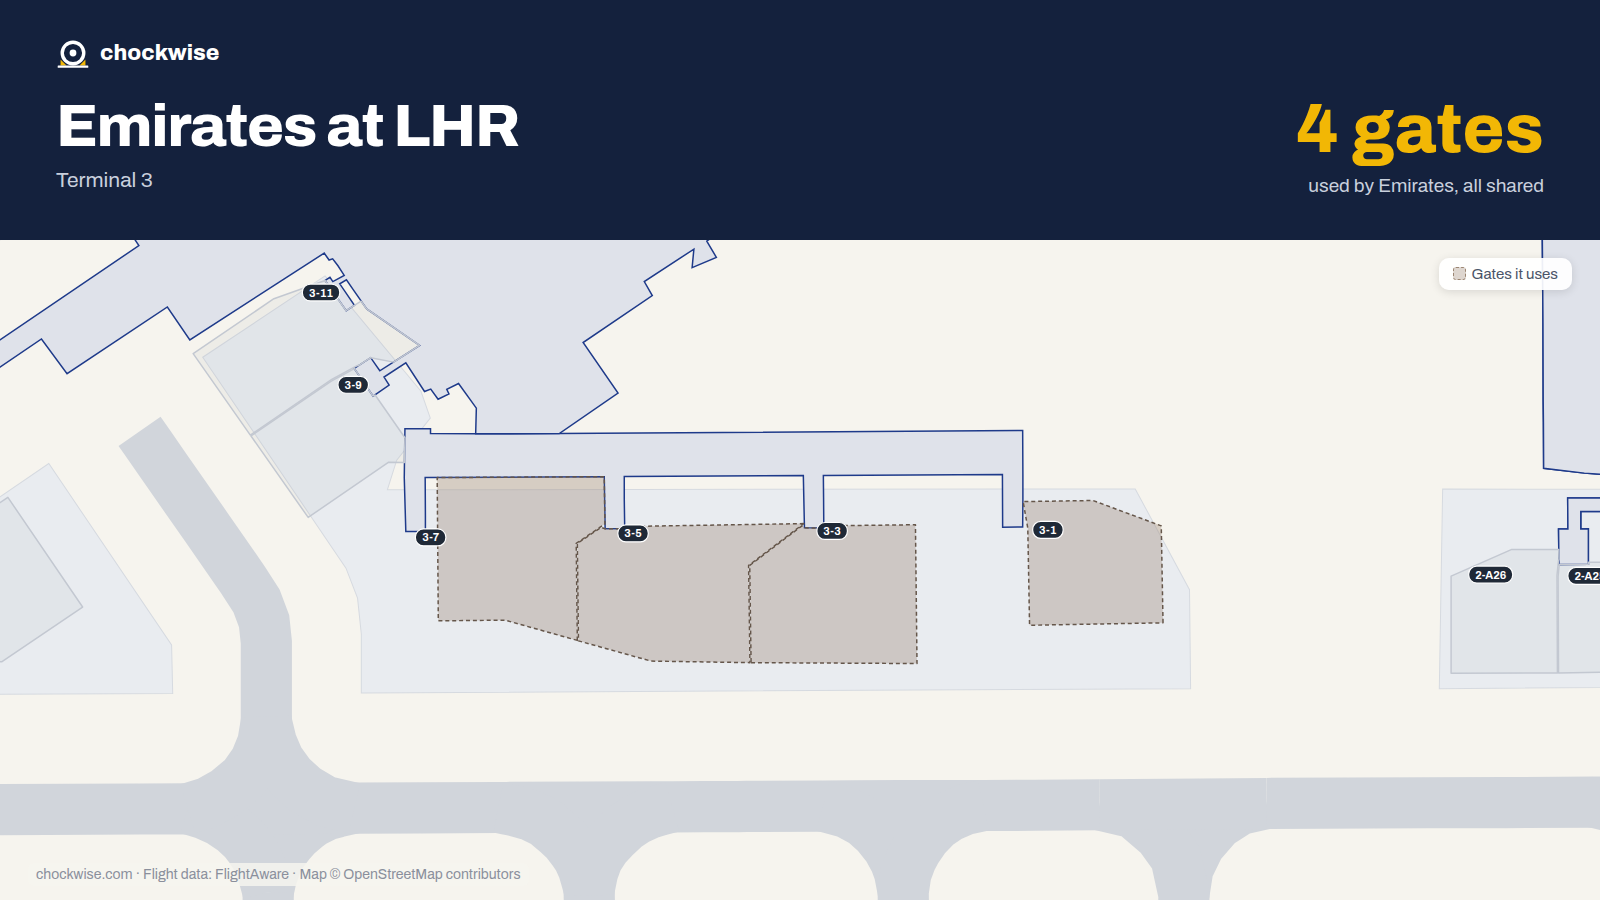 chockwise
Emirates at LHR
Terminal 3
4 gates
used by Emirates, all shared
Gates it uses
3-11
3-9
3-7
3-5
3-3
3-1
2-A26
chockwise.com · Flight data: FlightAware · Map © OpenStreetMap contributors